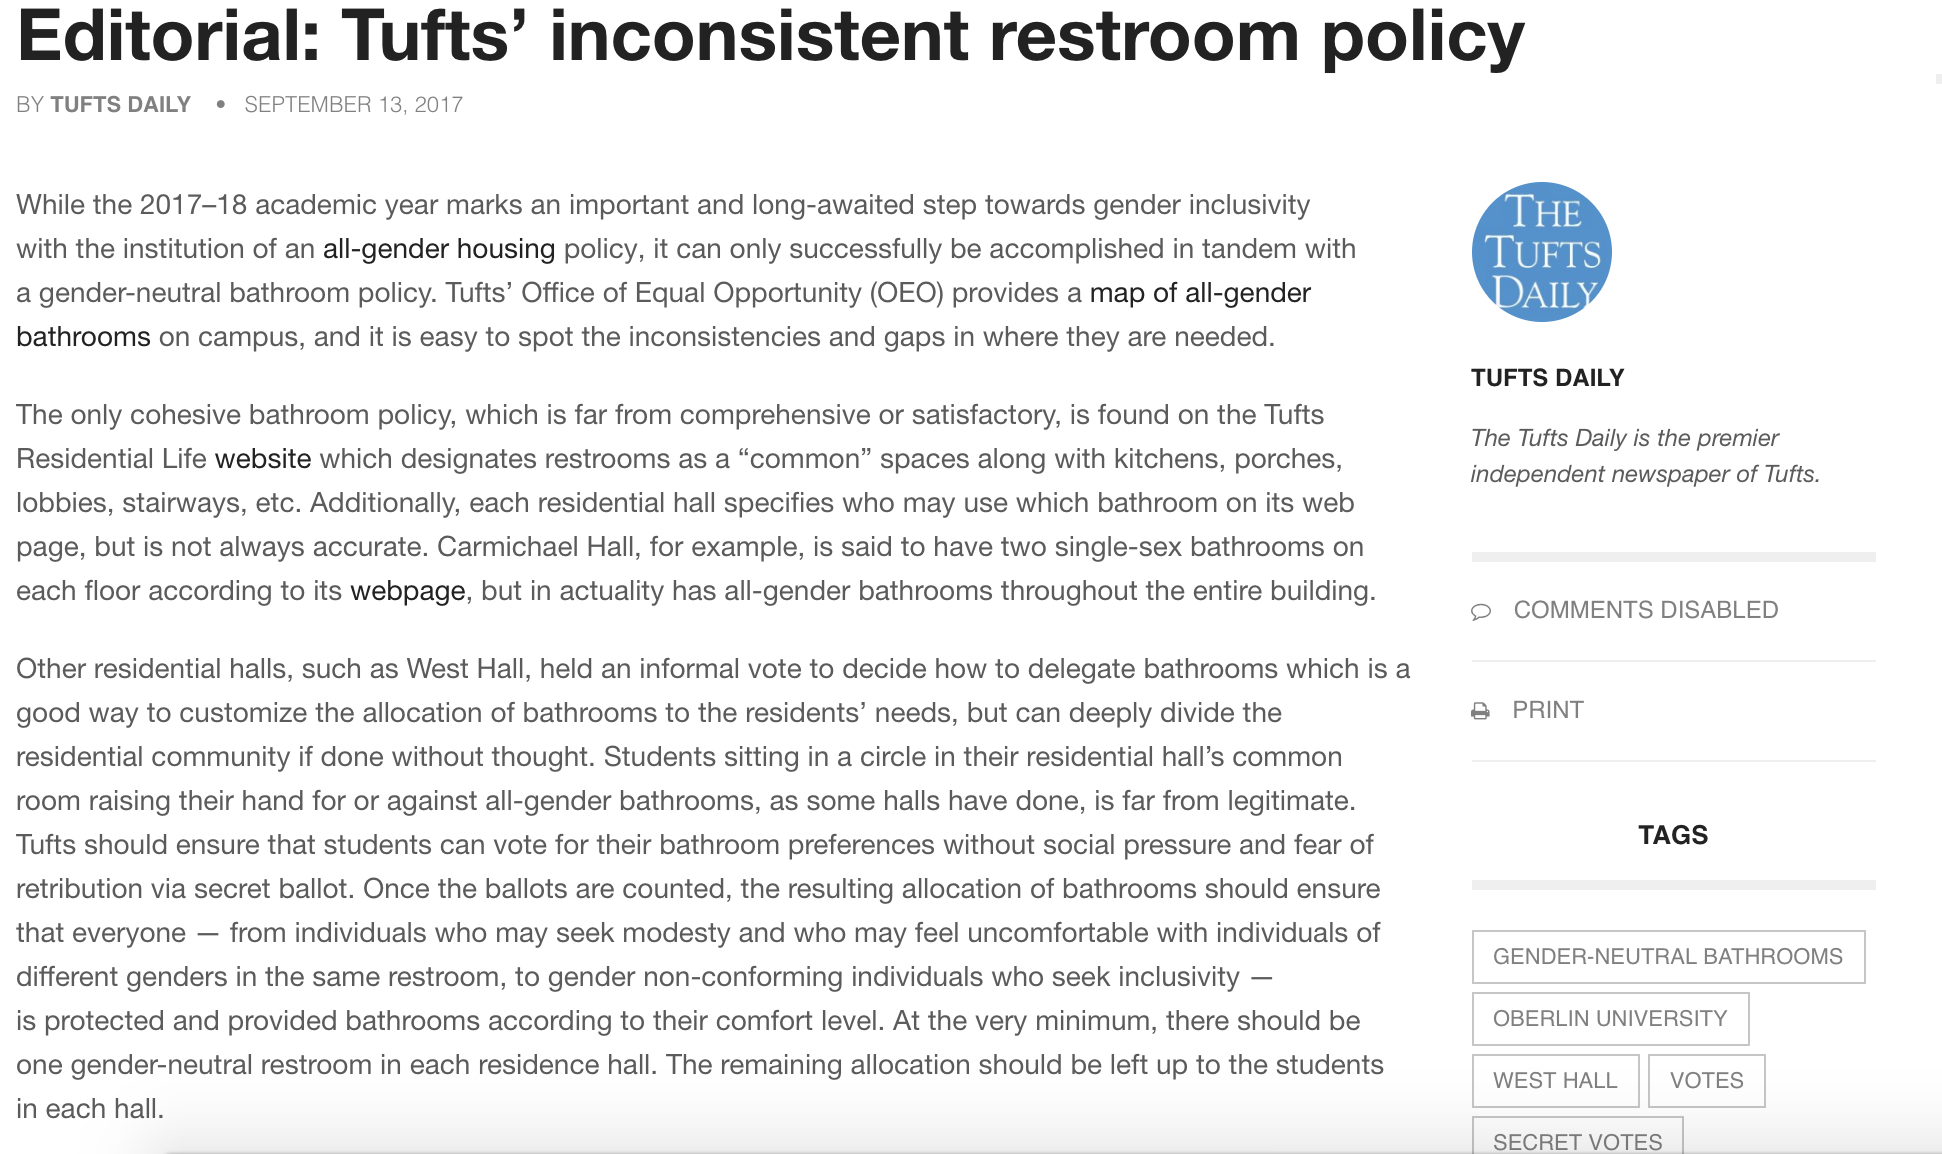 Editorial: Tufts’ inconsistent restroom policy
BY TUFTS DAILY • SEPTEMBER 13, 2017
While the 2017–18 academic year marks an important and long-awaited step towards gender inclusivity
with the institution of an all-gender housing policy, it can only successfully be accomplished in tandem with
a gender-neutral bathroom policy. Tufts’ Office of Equal Opportunity (OEO) provides a map of all-gender
bathrooms on campus, and it is easy to spot the inconsistencies and gaps in where they are needed.
The only cohesive bathroom policy, which is far from comprehensive or satisfactory, is found on the Tufts
Residential Life website which designates restrooms as a “common” spaces along with kitchens, porches,
lobbies, stairways, etc. Additionally, each residential hall specifies who may use which bathroom on its web
page, but is not always accurate. Carmichael Hall, for example, is said to have two single-sex bathrooms on
each floor according to its webpage, but in actuality has all-gender bathrooms throughout the entire building.
Other residential halls, such as West Hall, held an informal vote to decide how to delegate bathrooms which is a
good way to customize the allocation of bathrooms to the residents’ needs, but can deeply divide the
residential community if done without thought. Students sitting in a circle in their residential hall’s common
room raising their hand for or against all-gender bathrooms, as some halls have done, is far from legitimate.
Tufts should ensure that students can vote for their bathroom preferences without social pressure and fear of
retribution via secret ballot. Once the ballots are counted, the resulting allocation of bathrooms should ensure
that everyone — from individuals who may seek modesty and who may feel uncomfortable with individuals of
different genders in the same restroom, to gender non-conforming individuals who seek inclusivity —
is protected and provided bathrooms according to their comfort level. At the very minimum, there should be
one gender-neutral restroom in each residence hall. The remaining allocation should be left up to the students
in each hall.
THE
TUFTS
DAILY
TUFTS DAILY
The Tufts Daily is the premier
independent newspaper of Tufts.
COMMENTS DISABLED
PRINT
TAGS
GENDER-NEUTRAL BATHROOMS
OBERLIN UNIVERSITY
WEST HALL VOTES
SECRET VOTES